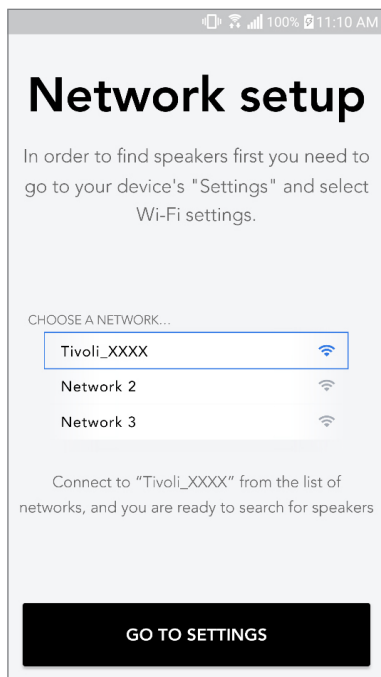 100% 11:10 AM
Network setup
In order to find speakers first you need to
go to your device's "Settings" and select
Wi-Fi settings.
CHOOSE A NETWORK...
Tivoli_XXXX
Network 2
Network 3
Connect to “Tivoli_XXXX” from the list of
networks, and you are ready to search for speakers
GO TO SETTINGS